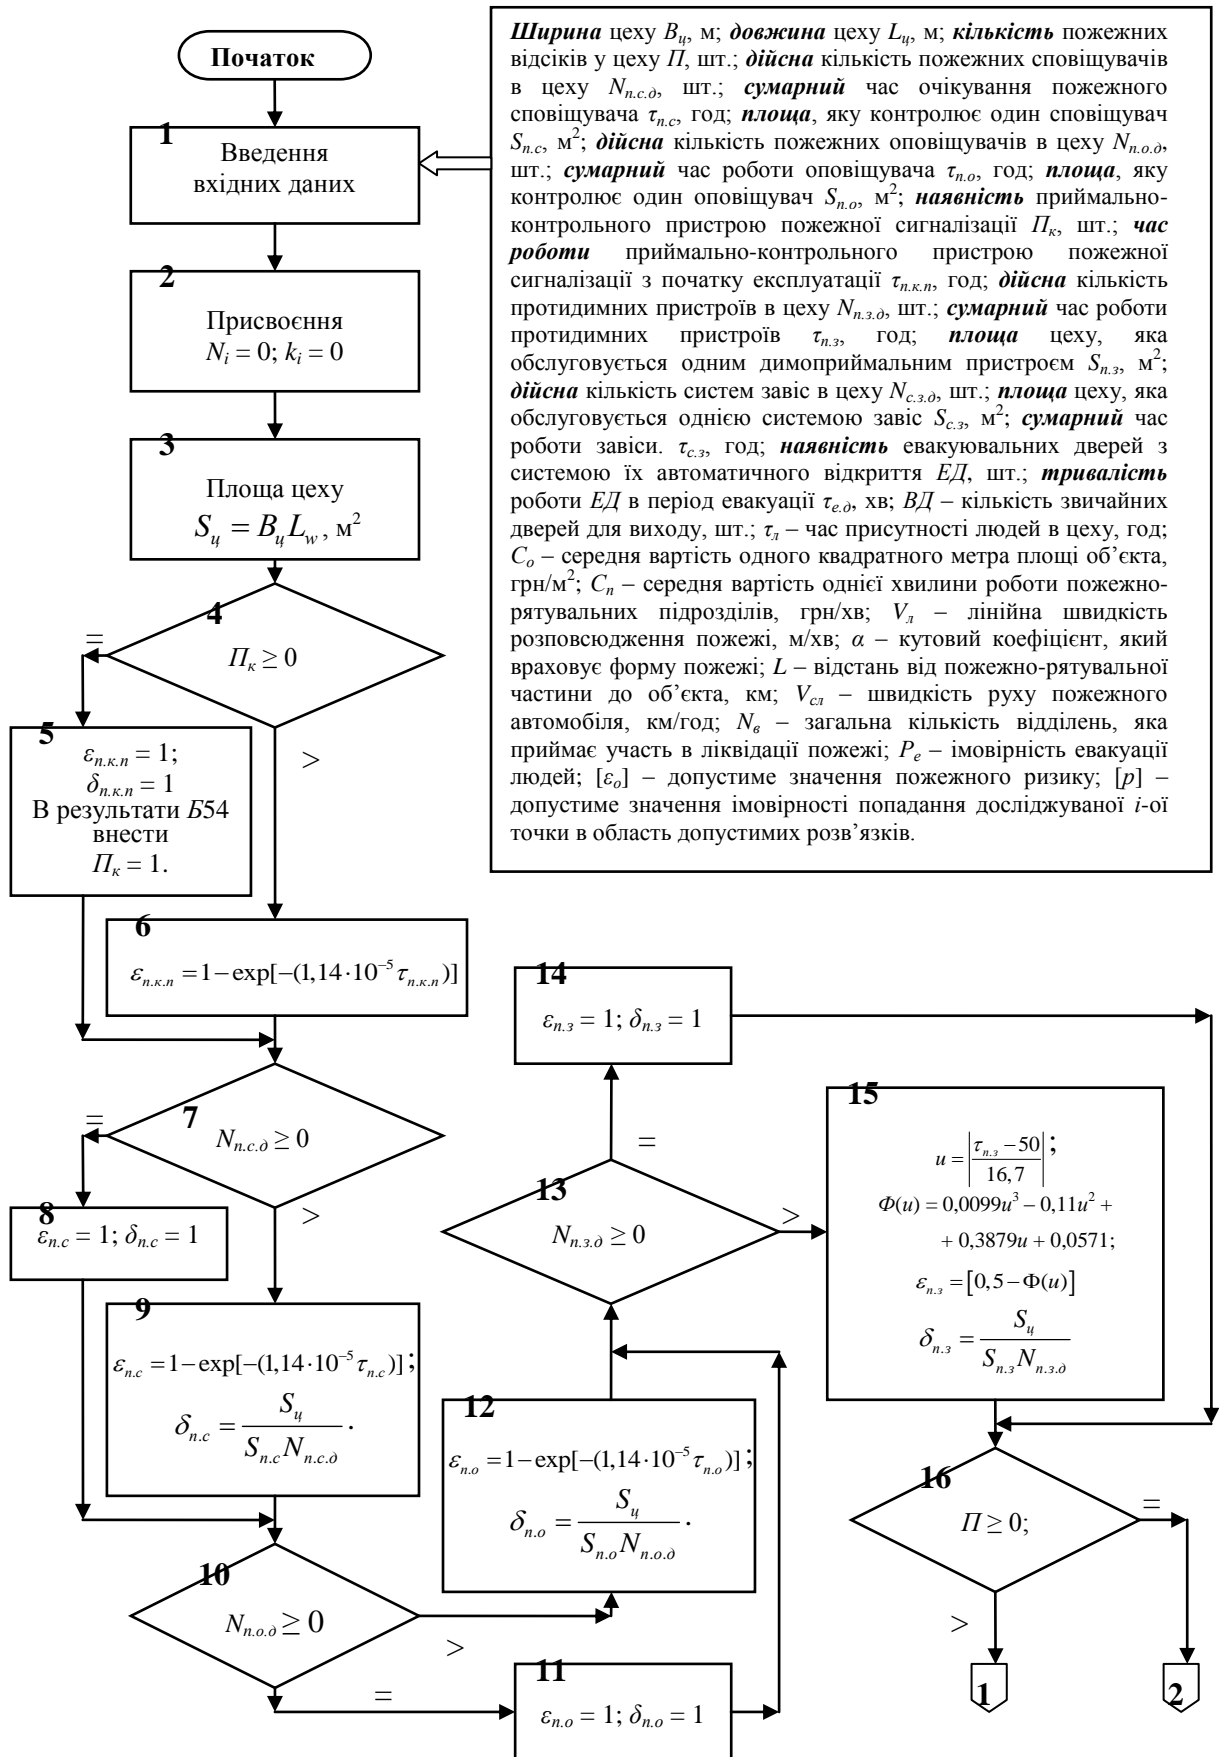 Початок
1
Введення
вхідних даних
Ширина цеху Bц, м; довжина цеху Lц, м; кількість пожежних
відсіків у цеху П, шт.; дійсна кількість пожежних сповіщувачів
в цеху Nп.с.д, шт.; сумарний час очікування пожежного
сповіщувача τп.с, год; площа, яку контролює один сповіщувач
Sп.с, м²; дійсна кількість пожежних оповіщувачів в цеху Nп.о.д,
шт.; сумарний час роботи оповіщувача τп.о, год; площа, яку
контролює один оповіщувач Sп.о, м²; наявність приймально-
контрольного пристрою пожежної сигналізації Пк, шт.; час
роботи приймально-контрольного пристрою пожежної
сигналізації з початку експлуатації τп.к.п, год; дійсна кількість
протидимних пристроїв в цеху Nп.з.д, шт.; сумарний час роботи
протидимних пристроїв τп.з, год; площа цеху, яка
обслуговується одним димоприймальним пристроєм Sп.з, м²;
дійсна кількість систем завіс в цеху Nс.з.д, шт.; площа цеху, яка
обслуговується однією системою завіс Sс.з, м²; сумарний час
роботи завіси. τс.з, год; наявність евакуювальних дверей з
системою їх автоматичного відкриття ЕД, шт.; тривалість
роботи ЕД в період евакуації τе.д, хв; ВД – кількість звичайних
дверей для виходу, шт.; τл – час присутності людей в цеху, год;
Со – середня вартість одного квадратного метра площі об’єкта,
грн/м²; Сп – середня вартість однієї хвилини роботи пожежно-
рятувальних підрозділів, грн/хв; Vл – лінійна швидкість
розповсюдження пожежі, м/хв; α – кутовий коефіцієнт, який
враховує форму пожежі; L – відстань від пожежно-рятувальної
частини до об’єкта, км; Vсл – швидкість руху пожежного
автомобіля, км/год; Nв – загальна кількість відділень, яка
приймає участь в ліквідації пожежі; Ре – імовірність евакуації
людей; [εо] – допустиме значення пожежного ризику; [p] –
допустиме значення імовірності попадання досліджуваної і-ої
точки в область допустимих розв’язків.
2
Присвоєння
Ni = 0; ki = 0
3
Площа цеху
Sц = BцLw, м²
4
Пк ≥ 0
=
>
5
εп.к.п = 1;
δп.к.п = 1
В результати Б54
внести
Пк = 1.
6
εп.к.п = 1 − exp[−(1,14·10⁻⁵ τп.к.п)]
7
Nп.с.д ≥ 0
=
>
8
εп.с = 1; δп.с = 1
9
εп.с = 1 − exp[−(1,14·10⁻⁵ τп.с)];
δп.с = Sц / Sп.сNп.с.д ·
10
Nп.о.д ≥ 0
>
=
11
εп.о = 1; δп.о = 1
12
εп.о = 1 − exp[−(1,14·10⁻⁵ τп.о)];
δп.о = Sц / Sп.оNп.о.д ·
13
Nп.з.д ≥ 0
=
>
14
εп.з = 1; δп.з = 1
15
u = |τп.з − 50 / 16,7|;
Φ(u) = 0,0099u³ − 0,11u² +
+ 0,3879u + 0,0571;
εп.з = [0,5 − Φ(u)]
δп.з = Sц / Sп.зNп.з.д
16
П ≥ 0;
=
>
1
2